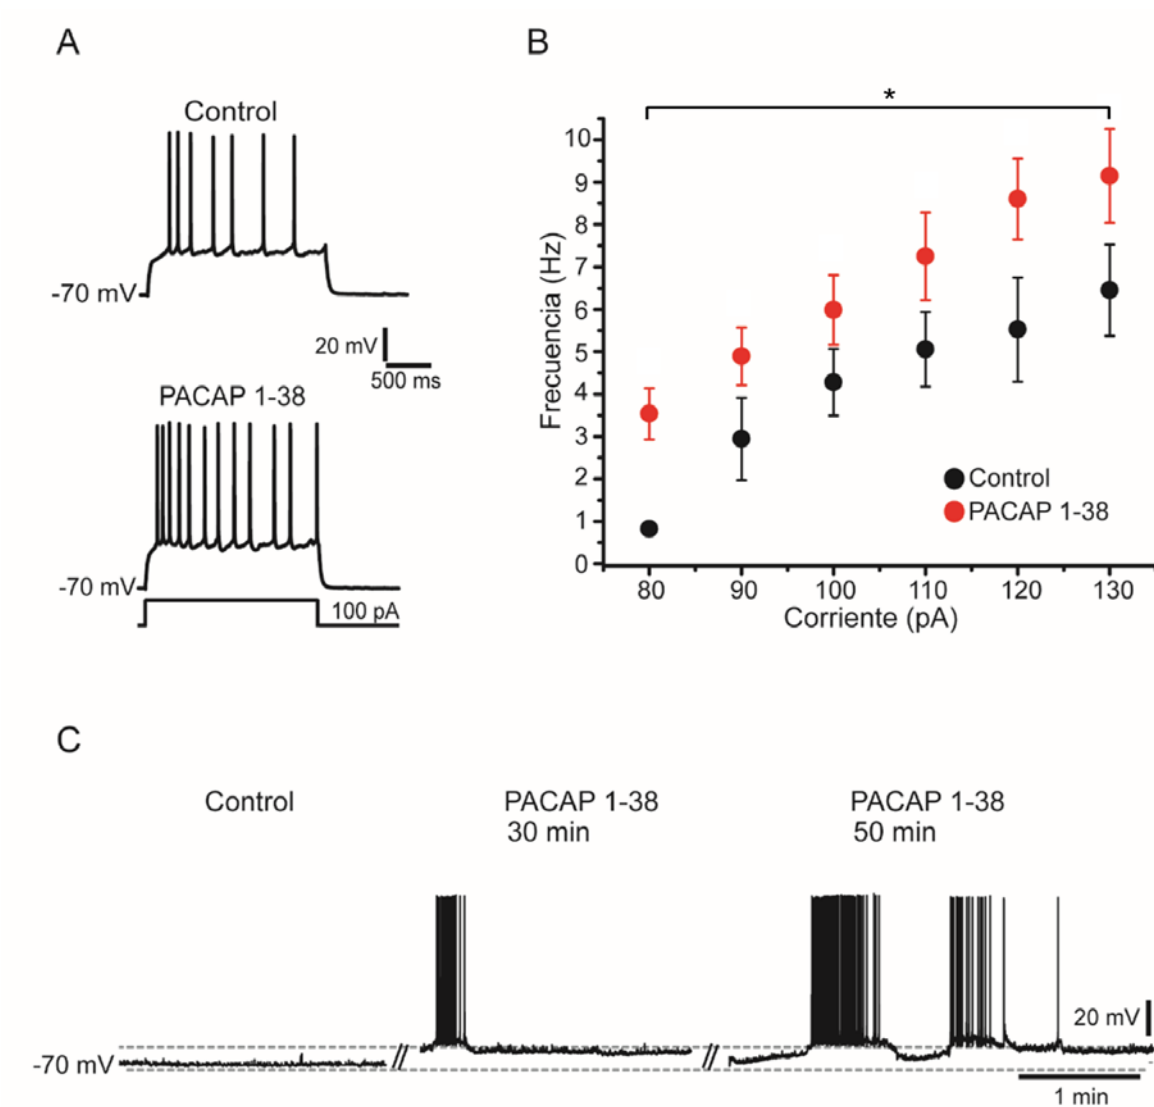 A
Control
-70 mV
20 mV
500 ms
PACAP 1-38
-70 mV
100 pA
B
*
10
9
8
7
6
5
4
3
2
1
0
Frecuencia (Hz)
80 90 100 110 120 130
Corriente (pA)
Control
PACAP 1-38
C
Control
PACAP 1-38
30 min
PACAP 1-38
50 min
-70 mV
20 mV
1 min